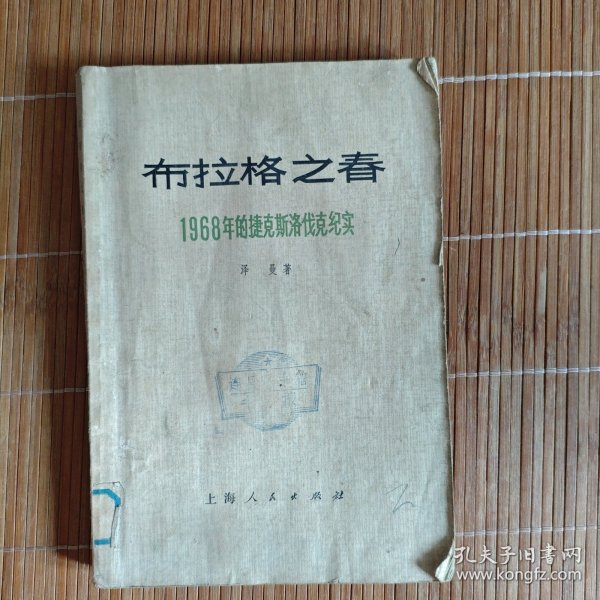 布拉格之春
1968年的捷克斯洛伐克纪实
泽 曼 著
上海人民出版社
孔夫子旧书网
www.kongfz.com